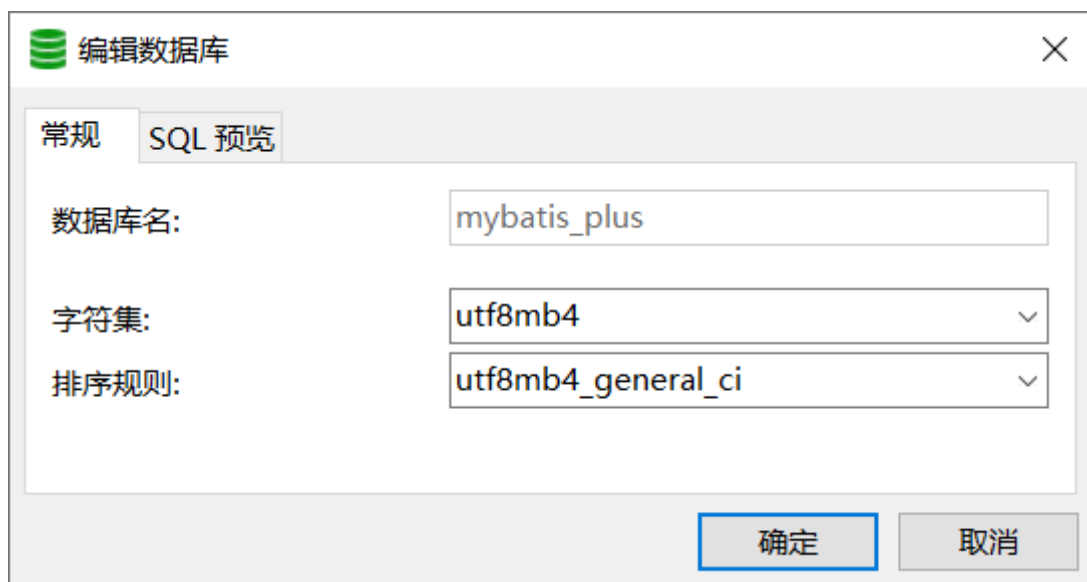 编辑数据库
常规 SQL 预览
数据库名: mybatis_plus
字符集: utf8mb4
排序规则: utf8mb4_general_ci
确定 取消